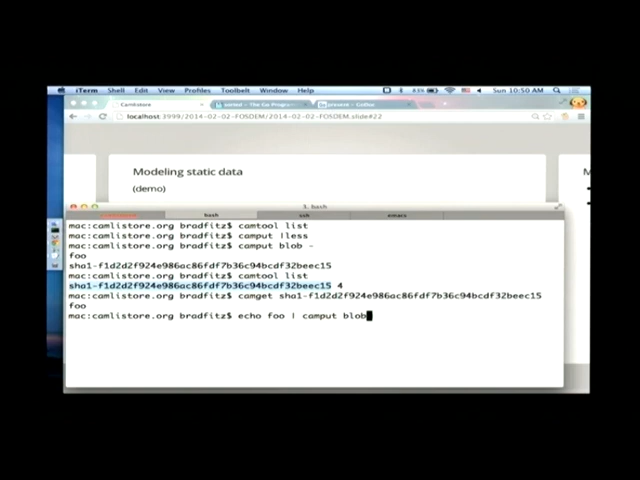 iTerm Shell Edit View Profiles Toolbelt Window Help Sun 10:50 AM
Camlistore
localhost:3999/2014-02-02-FOSDEM/2014-02-02-FOSDEM.slide#22
Modeling static data
(demo)
3. bash
bash ssh emacs
mac:camlistore.org bradfitz$ camtool list
mac:camlistore.org bradfitz$ camput |less
mac:camlistore.org bradfitz$ camput blob -
foo
sha1-f1d2d2f924e986ac86fdf7b36c94bcdf32beec15
mac:camlistore.org bradfitz$ camtool list
sha1-f1d2d2f924e986ac86fdf7b36c94bcdf32beec15 4
mac:camlistore.org bradfitz$ camget sha1-f1d2d2f924e986ac86fdf7b36c94bcdf32beec15
foo
mac:camlistore.org bradfitz$ echo foo | camput blob